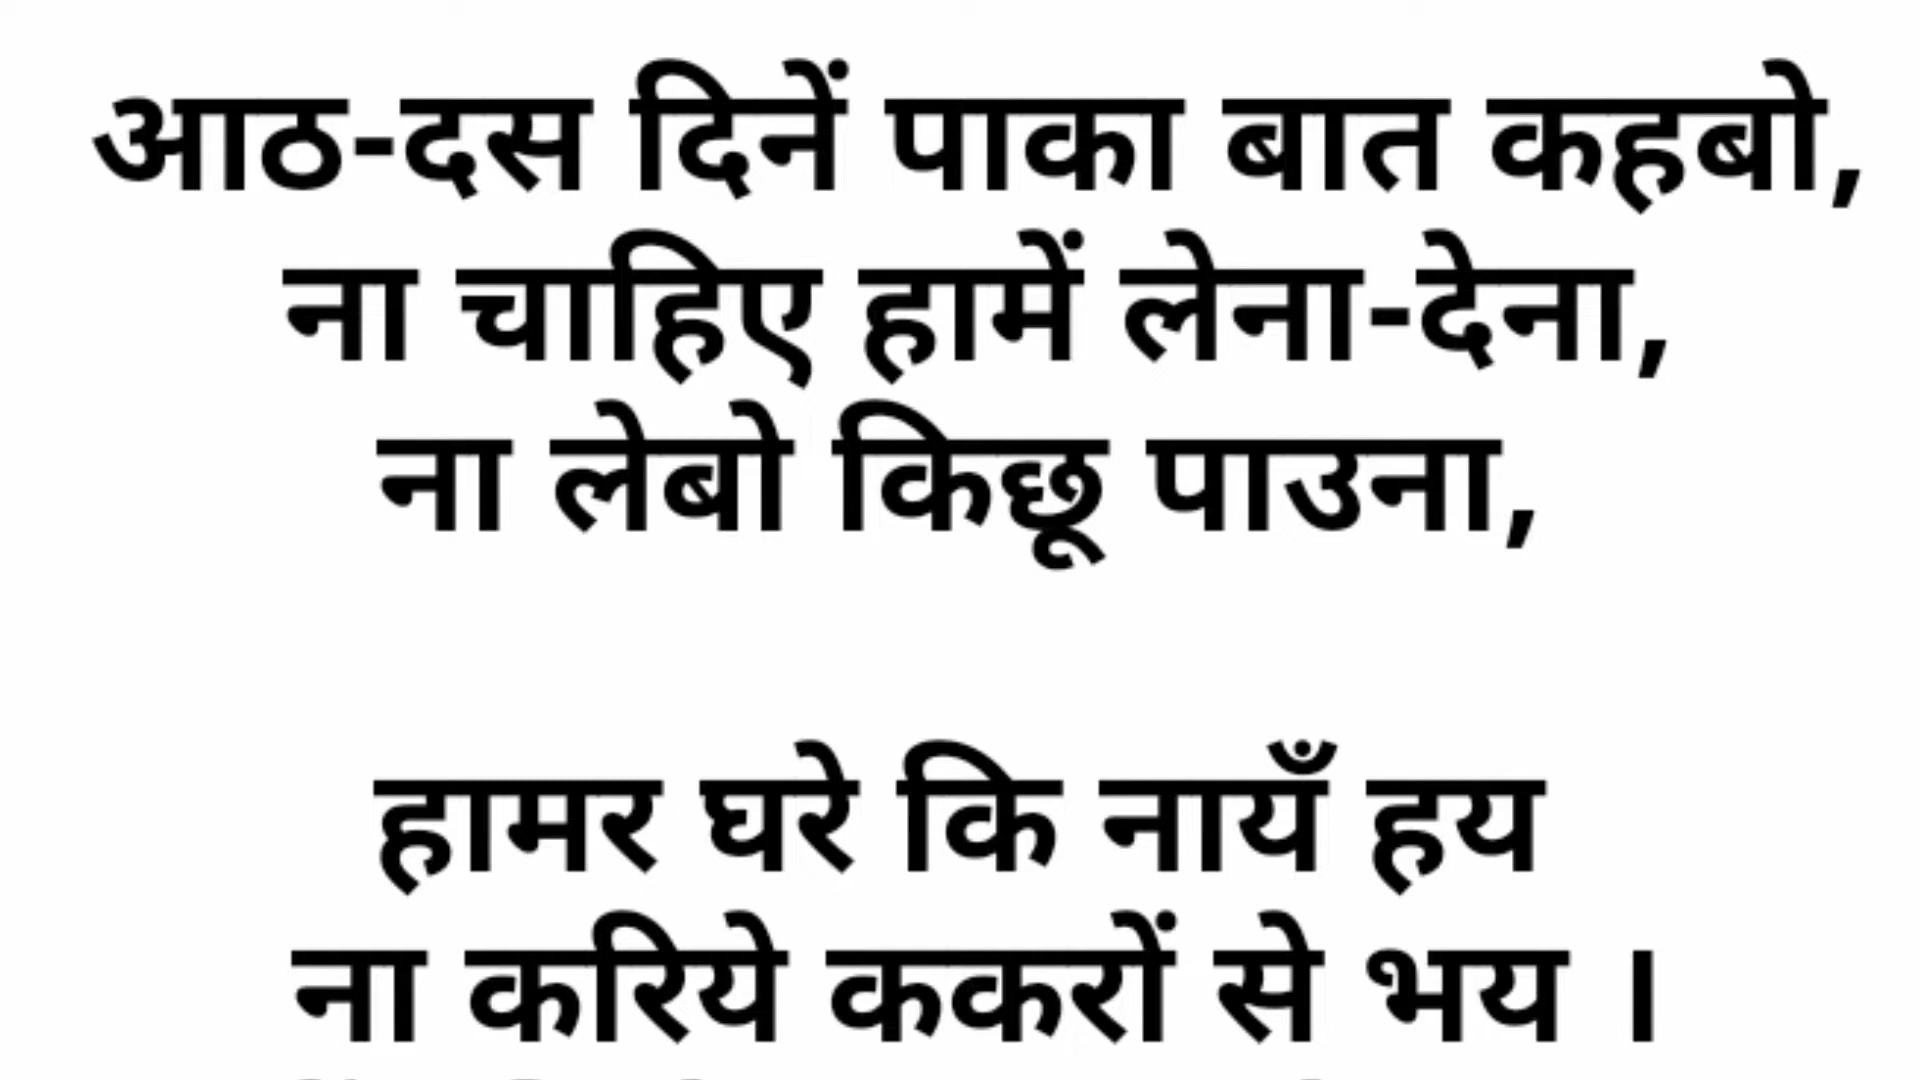 आठ-दस दिनें पाका बात कहबो,
ना चाहिए हामें लेना-देना,
ना लेबो किछू पाउना,
हामर घरे कि नायँ हय
ना करिये ककरों से भय ।